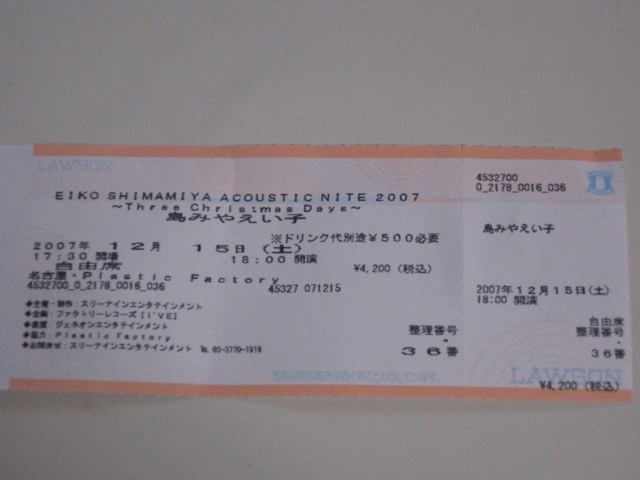 LAWSON
EIKO SHIMAMIYA ACOUSTIC NITE 2007
～Three Christmas Days～
島みやえい子
※ドリンク代別途￥500必要
2007年 12月 15日(土)
17:30 開場 18:00 開演
自由席 ￥4,200(税込)
名古屋・Plastic Factory
4532700_0_2178_0016_036 45327 071215
◆主催・制作：スリーナインエンタテインメント
◆企画：ファクトリーレコーズ[I'VE]
ジェネオンエンタテインメント
◆協力：Plastic Factory
◆お問合せ：スリーナインエンタテインメント TEL 03-3770-1919
整理番号
36番
4532700
0_2178_0016_036
島みやえい子
2007年12月15日(土)
18:00 開演
自由席
整理番号
36番
LAWSON
￥4,200(税込)